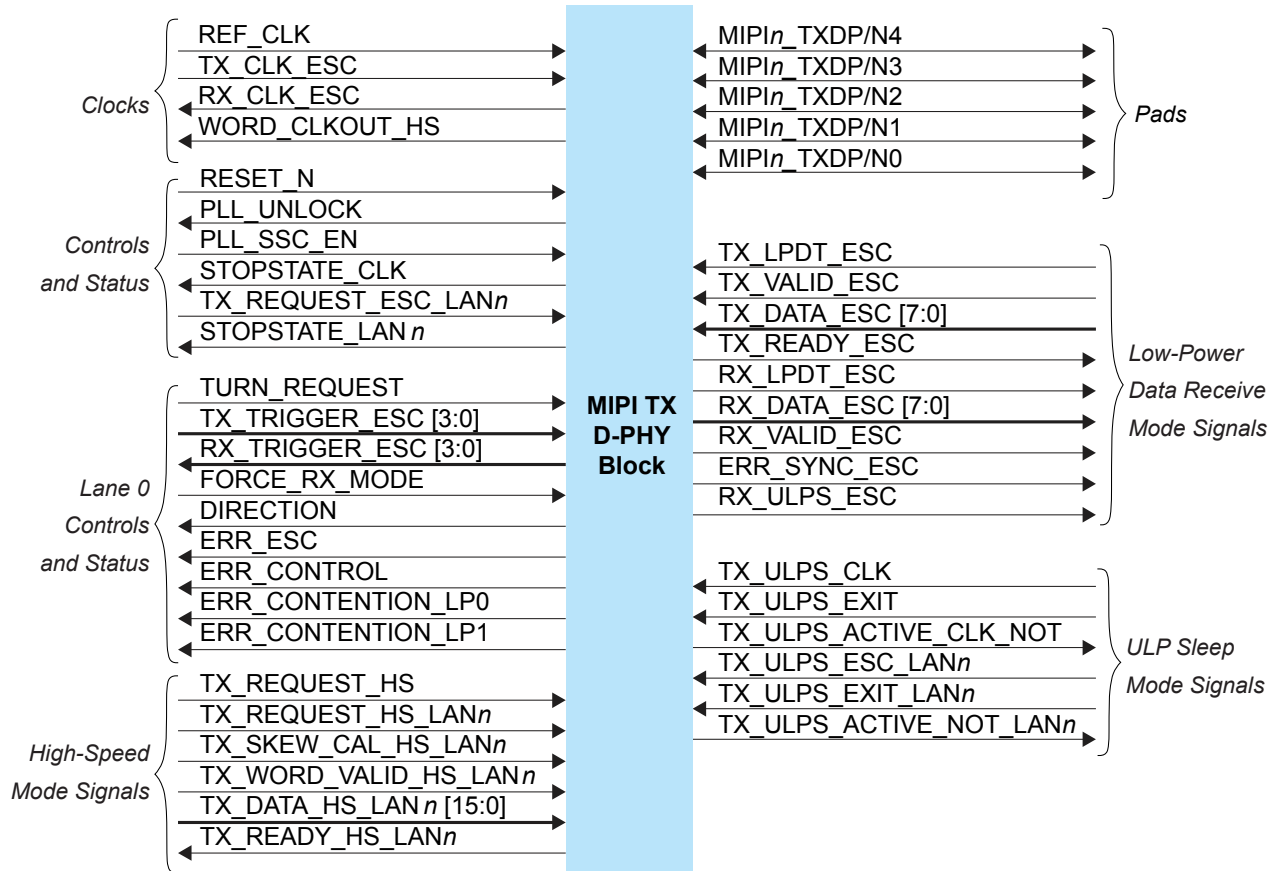 Clocks
REF_CLK
TX_CLK_ESC
RX_CLK_ESC
WORD_CLKOUT_HS
Controls
and Status
RESET_N
PLL_UNLOCK
PLL_SSC_EN
STOPSTATE_CLK
TX_REQUEST_ESC_LANn
STOPSTATE_LAN n
Lane 0
Controls
and Status
TURN_REQUEST
TX_TRIGGER_ESC [3:0]
RX_TRIGGER_ESC [3:0]
FORCE_RX_MODE
DIRECTION
ERR_ESC
ERR_CONTROL
ERR_CONTENTION_LP0
ERR_CONTENTION_LP1
High-Speed
Mode Signals
TX_REQUEST_HS
TX_REQUEST_HS_LANn
TX_SKEW_CAL_HS_LANn
TX_WORD_VALID_HS_LANn
TX_DATA_HS_LAN n [15:0]
TX_READY_HS_LANn
MIPI TX
D-PHY
Block
MIPIn_TXDP/N4
MIPIn_TXDP/N3
MIPIn_TXDP/N2
MIPIn_TXDP/N1
MIPIn_TXDP/N0
Pads
TX_LPDT_ESC
TX_VALID_ESC
TX_DATA_ESC [7:0]
TX_READY_ESC
RX_LPDT_ESC
RX_DATA_ESC [7:0]
RX_VALID_ESC
ERR_SYNC_ESC
RX_ULPS_ESC
Low-Power
Data Receive
Mode Signals
TX_ULPS_CLK
TX_ULPS_EXIT
TX_ULPS_ACTIVE_CLK_NOT
TX_ULPS_ESC_LANn
TX_ULPS_EXIT_LANn
TX_ULPS_ACTIVE_NOT_LANn
ULP Sleep
Mode Signals